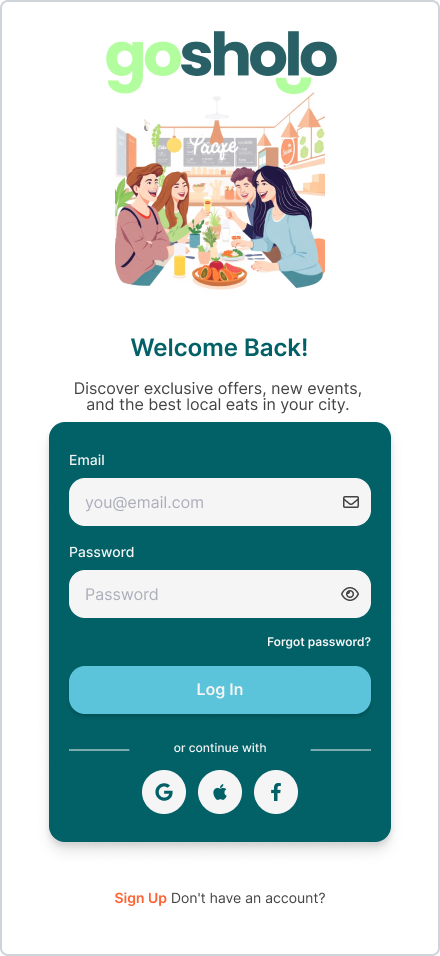 gosholo
Welcome Back!
Discover exclusive offers, new events,
and the best local eats in your city.
Email
you@email.com
Password
Password
Forgot password?
Log In
or continue with
Sign Up Don't have an account?